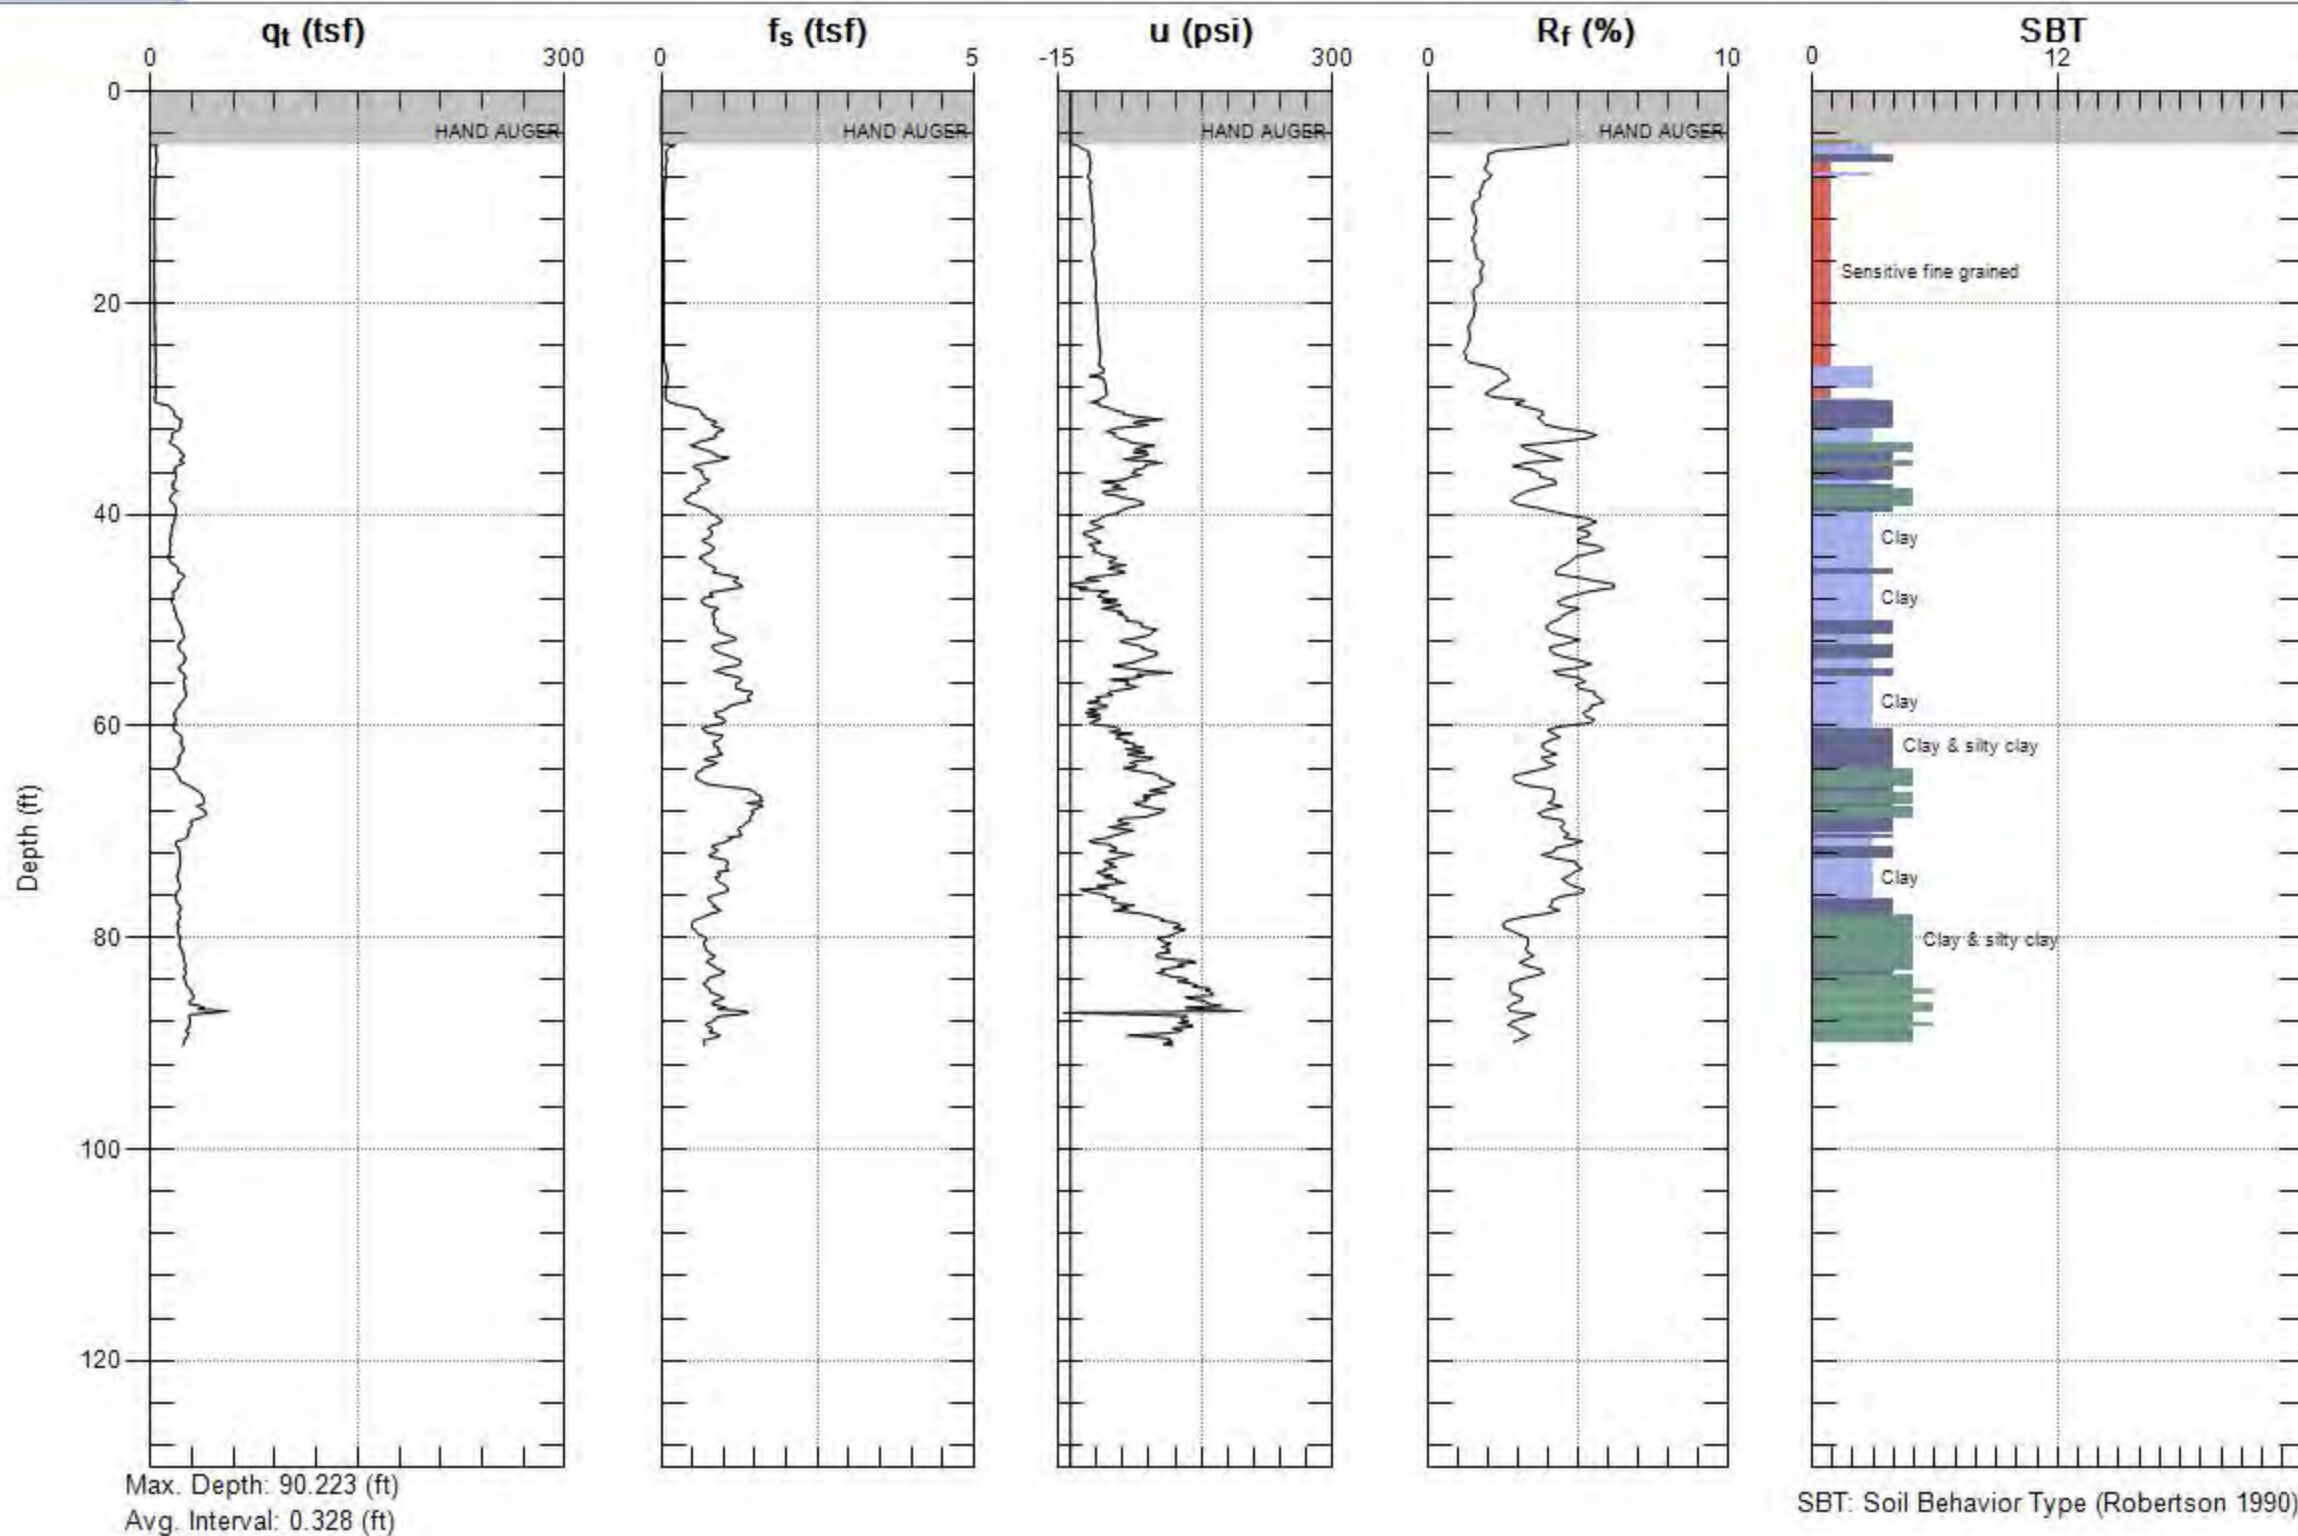 qt (tsf) fs (tsf) u (psi) Rf (%) SBT
0 300 0 5 -15 300 0 10 0 12
0
HAND AUGER HAND AUGER HAND AUGER HAND AUGER
Sensitive fine grained
20
40
Clay
Clay
Clay
60
Clay & silty clay
Depth (ft)
Clay
80
Clay & silty clay
100
120
Max. Depth: 90.223 (ft)
Avg. Interval: 0.328 (ft)
SBT: Soil Behavior Type (Robertson 1990)